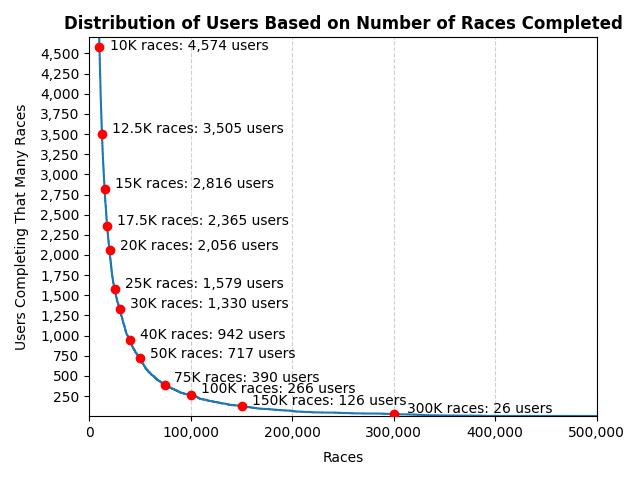 Distribution of Users Based on Number of Races Completed
Users Completing That Many Races
4,500
4,250
4,000
3,750
3,500
3,250
3,000
2,750
2,500
2,250
2,000
1,750
1,500
1,250
1,000
750
500
250
10K races: 4,574 users
12.5K races: 3,505 users
15K races: 2,816 users
17.5K races: 2,365 users
20K races: 2,056 users
25K races: 1,579 users
30K races: 1,330 users
40K races: 942 users
50K races: 717 users
75K races: 390 users
100K races: 266 users
150K races: 126 users
300K races: 26 users
0 100,000 200,000 300,000 400,000 500,000
Races